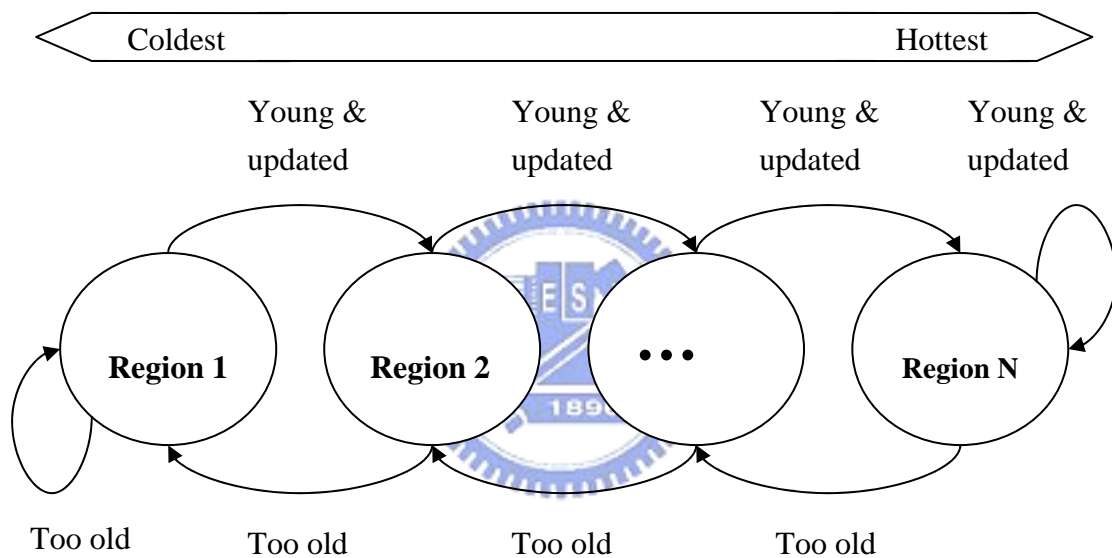 Coldest Hottest
Young & Young & Young & Young &
updated updated updated updated
E S
Region 1 Region 2 ••• Region N
Too old Too old Too old Too old